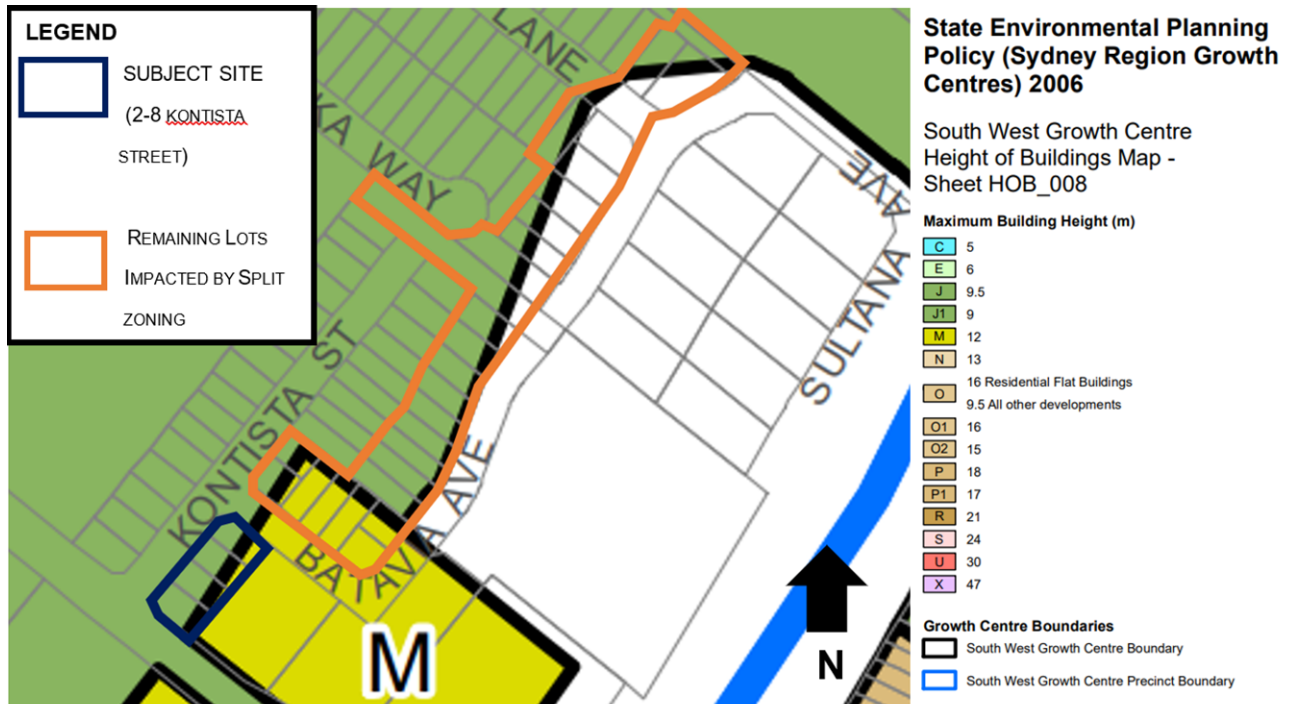 LEGEND
SUBJECT SITE
(2-8 KONTISTA
STREET)
REMAINING LOTS
IMPACTED BY SPLIT
ZONING
LANE
KA WAY
KONTISTA ST
BATAVIA AVE
SULTANA
AVE
M
N
State Environmental Planning
Policy (Sydney Region Growth
Centres) 2006
South West Growth Centre
Height of Buildings Map -
Sheet HOB_008
Maximum Building Height (m)
C 5
E 6
J 9.5
J1 9
M 12
N 13
O 16 Residential Flat Buildings
9.5 All other developments
O1 16
O2 15
P 18
P1 17
R 21
S 24
U 30
X 47
Growth Centre Boundaries
South West Growth Centre Boundary
South West Growth Centre Precinct Boundary